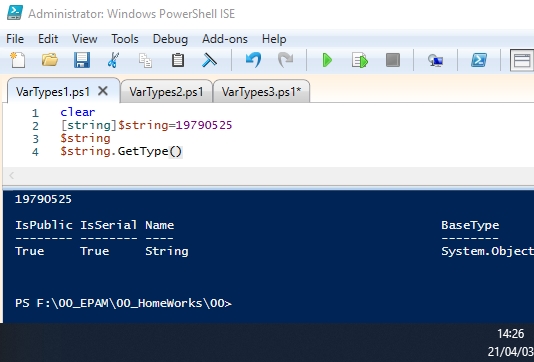 Administrator: Windows PowerShell ISE
File Edit View Tools Debug Add-ons Help
VarTypes1.ps1 VarTypes2.ps1 VarTypes3.ps1*
1 clear
2 [string]$string=19790525
3 $string
4 $string.GetType()
19790525
IsPublic IsSerial Name BaseType
-------- -------- ---- --------
True True String System.Object
PS F:\00_EPAM\00_HomeWorks\00>
14:26
21/04/03